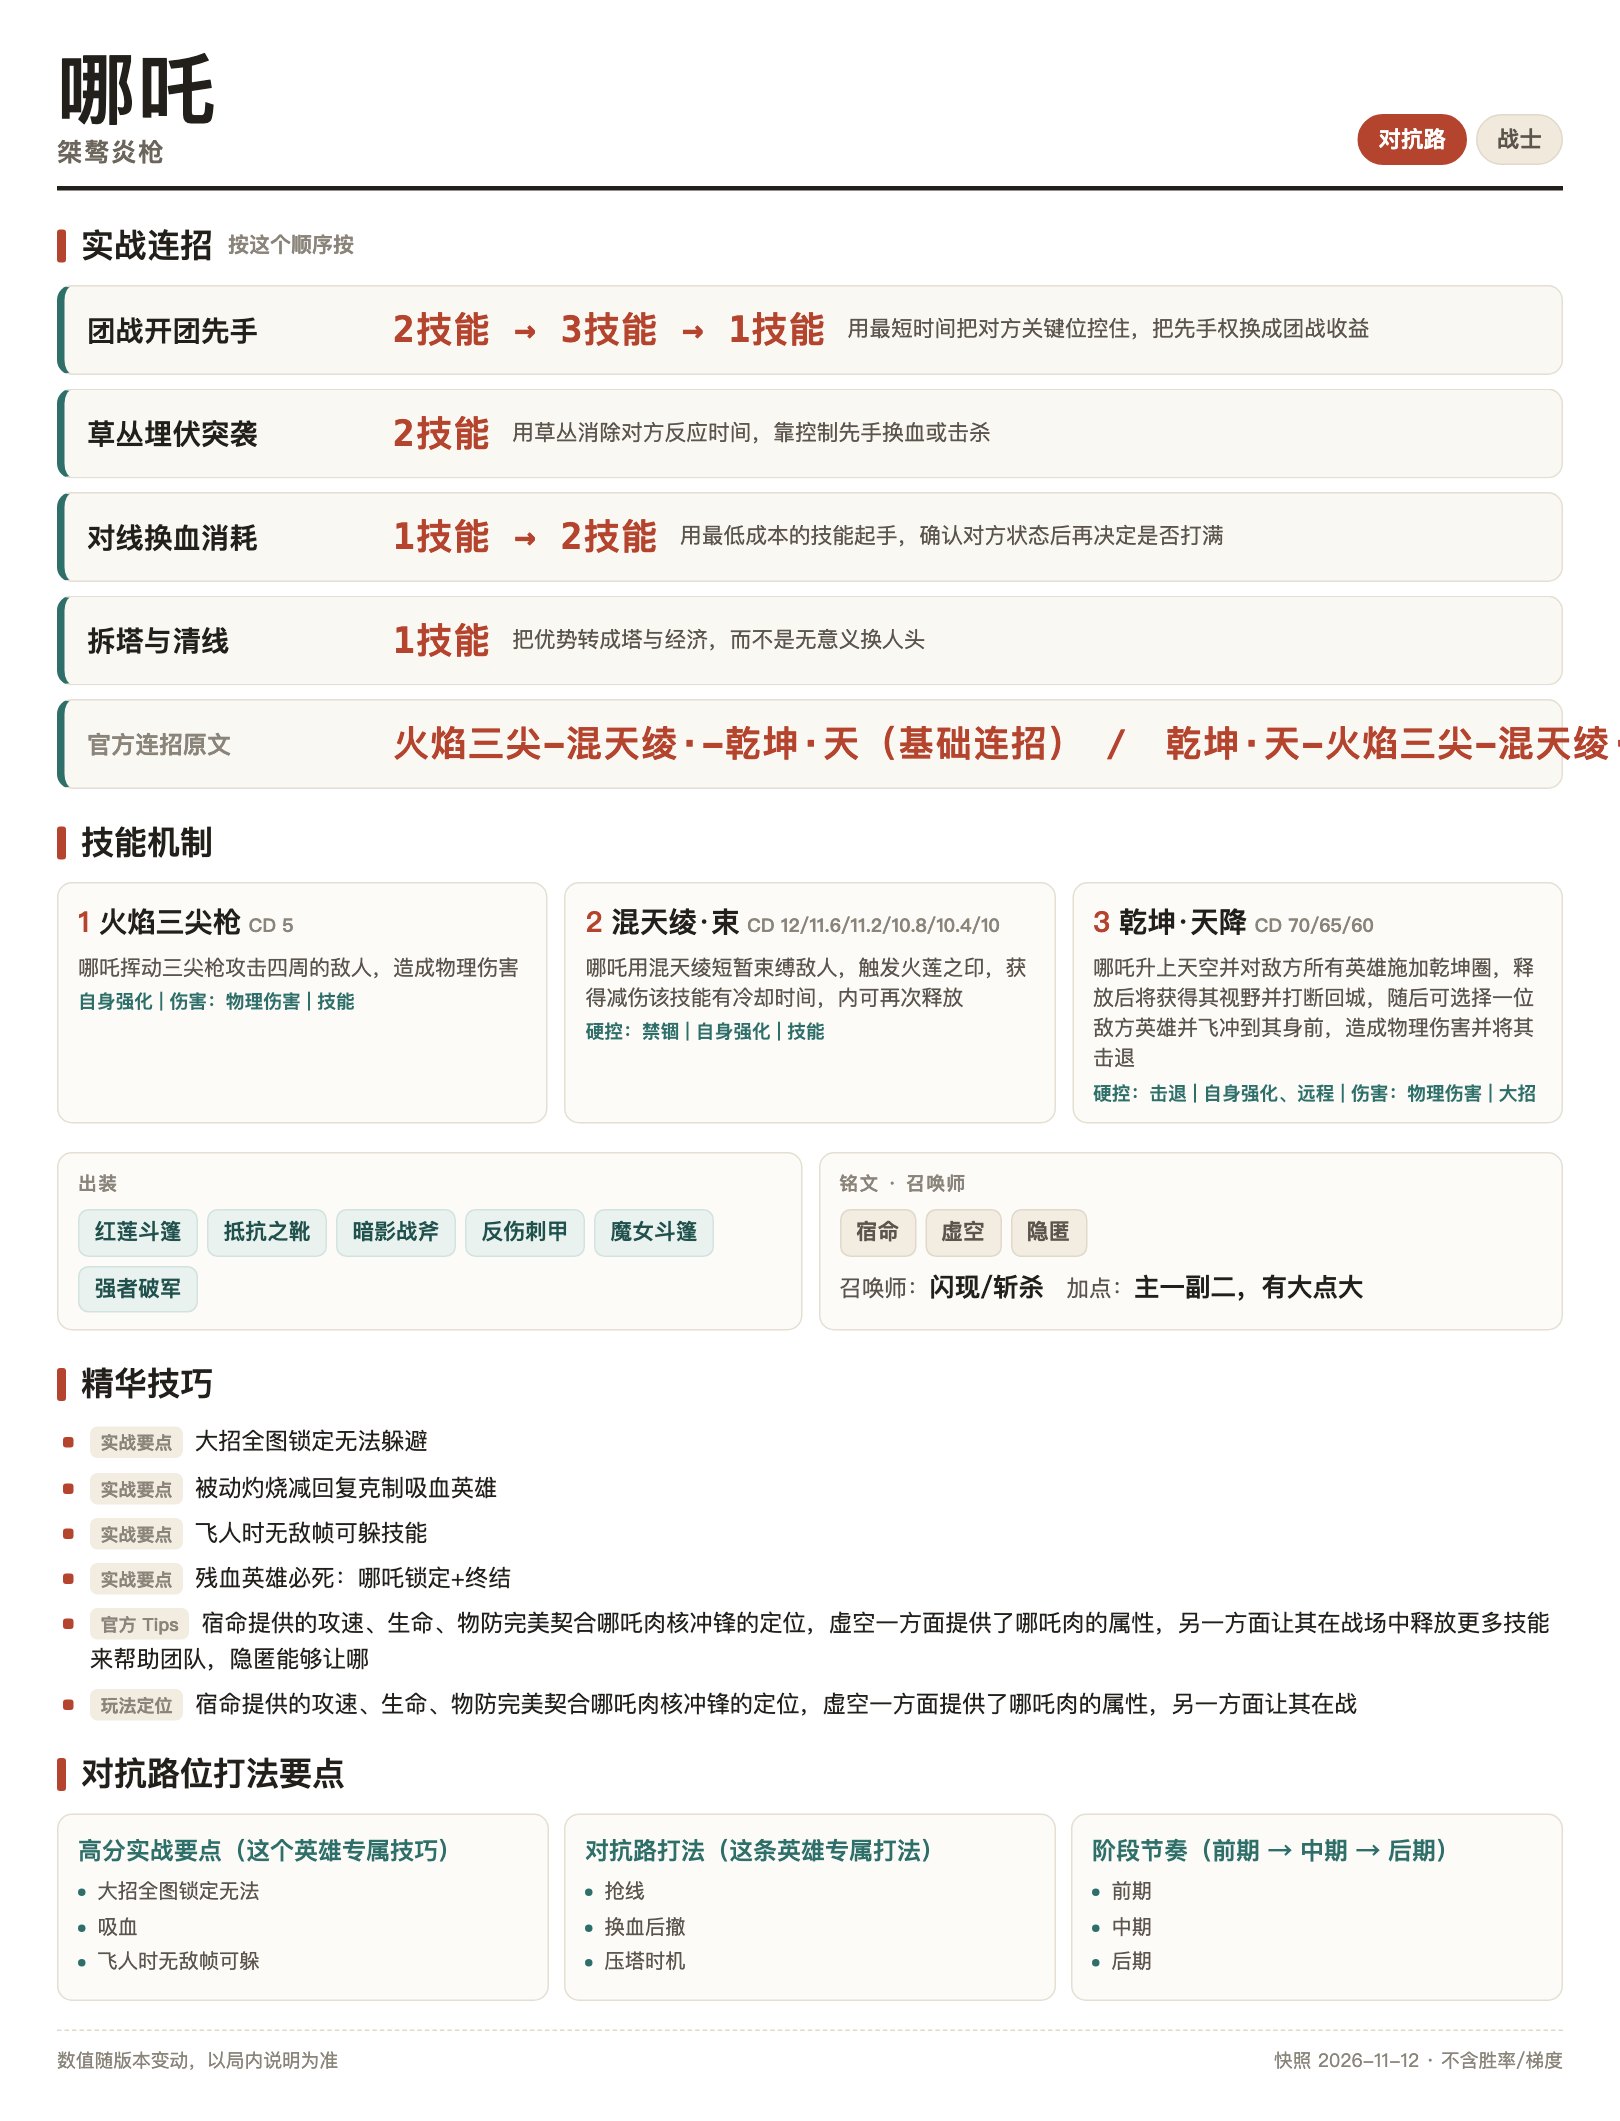 哪吒
桀骜炎枪
对抗路 战士
实战连招 按这个顺序按
团战开团先手 2技能 → 3技能 → 1技能 用最短时间把对方关键位控住，把先手权换成团战收益
草丛埋伏突袭 2技能 用草丛消除对方反应时间，靠控制先手换血或击杀
对线换血消耗 1技能 → 2技能 用最低成本的技能起手，确认对方状态后再决定是否打满
拆塔与清线 1技能 把优势转成塔与经济，而不是无意义换人头
官方连招原文 火焰三尖–混天绫·–乾坤·天（基础连招） / 乾坤·天–火焰三尖–混天绫·
技能机制
1 火焰三尖枪 CD 5
哪吒挥动三尖枪攻击四周的敌人，造成物理伤害
自身强化 | 伤害：物理伤害 | 技能
2 混天绫·束 CD 12/11.6/11.2/10.8/10.4/10
哪吒用混天绫短暂束缚敌人，触发火莲之印，获
得减伤该技能有冷却时间，内可再次释放
硬控：禁锢 | 自身强化 | 技能
3 乾坤·天降 CD 70/65/60
哪吒升上天空并对敌方所有英雄施加乾坤圈，释
放后将获得其视野并打断回城，随后可选择一位
敌方英雄并飞冲到其身前，造成物理伤害并将其
击退
硬控：击退 | 自身强化、远程 | 伤害：物理伤害 | 大招
出装
红莲斗篷 抵抗之靴 暗影战斧 反伤刺甲 魔女斗篷
强者破军
铭文 · 召唤师
宿命 虚空 隐匿
召唤师：闪现/斩杀 加点：主一副二，有大点大
精华技巧
实战要点 大招全图锁定无法躲避
实战要点 被动灼烧减回复克制吸血英雄
实战要点 飞人时无敌帧可躲技能
实战要点 残血英雄必死：哪吒锁定+终结
官方 Tips 宿命提供的攻速、生命、物防完美契合哪吒肉核冲锋的定位，虚空一方面提供了哪吒肉的属性，另一方面让其在战场中释放更多技能
来帮助团队，隐匿能够让哪
玩法定位 宿命提供的攻速、生命、物防完美契合哪吒肉核冲锋的定位，虚空一方面提供了哪吒肉的属性，另一方面让其在战
对抗路位打法要点
高分实战要点（这个英雄专属技巧）
大招全图锁定无法
吸血
飞人时无敌帧可躲
对抗路打法（这条英雄专属打法）
抢线
换血后撤
压塔时机
阶段节奏（前期 → 中期 → 后期）
前期
中期
后期
数值随版本变动，以局内说明为准
快照 2026–11–12 · 不含胜率/梯度